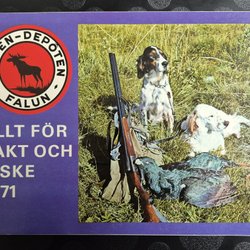 EN-DEPOTEN
FALUN
LLT FÖR
AKT OCH
SKE
71